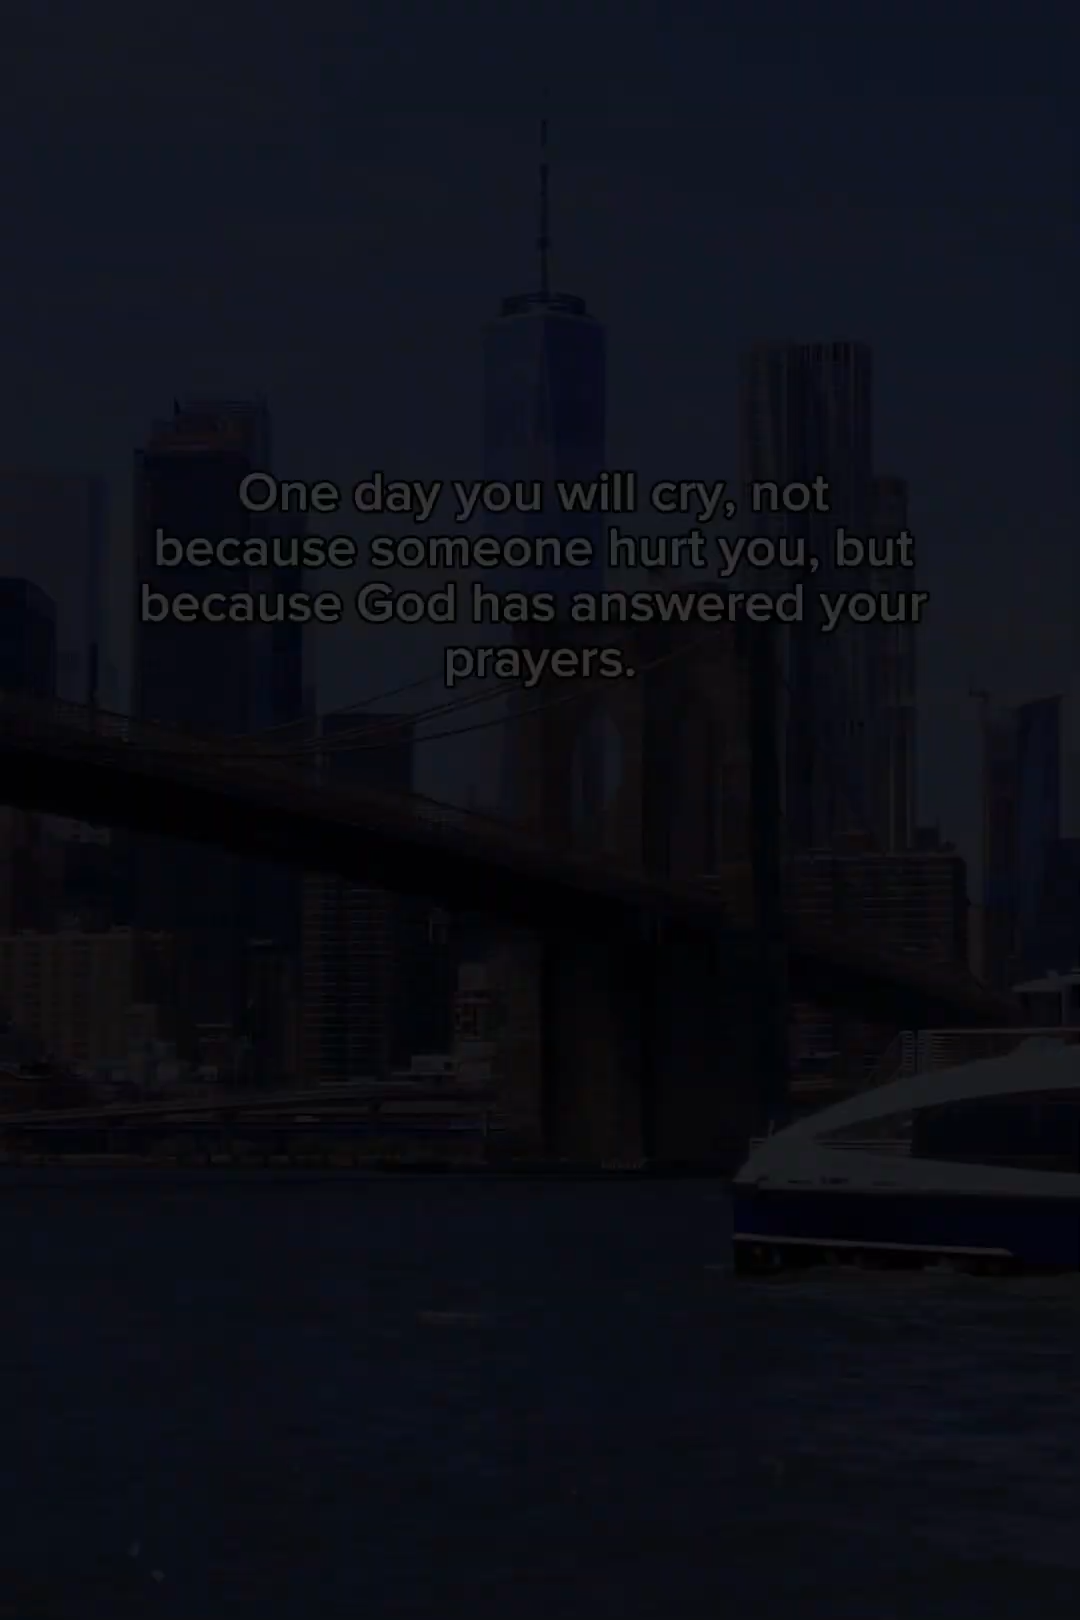 One day you will cry, not
because someone hurt you, but
because God has answered your
prayers.